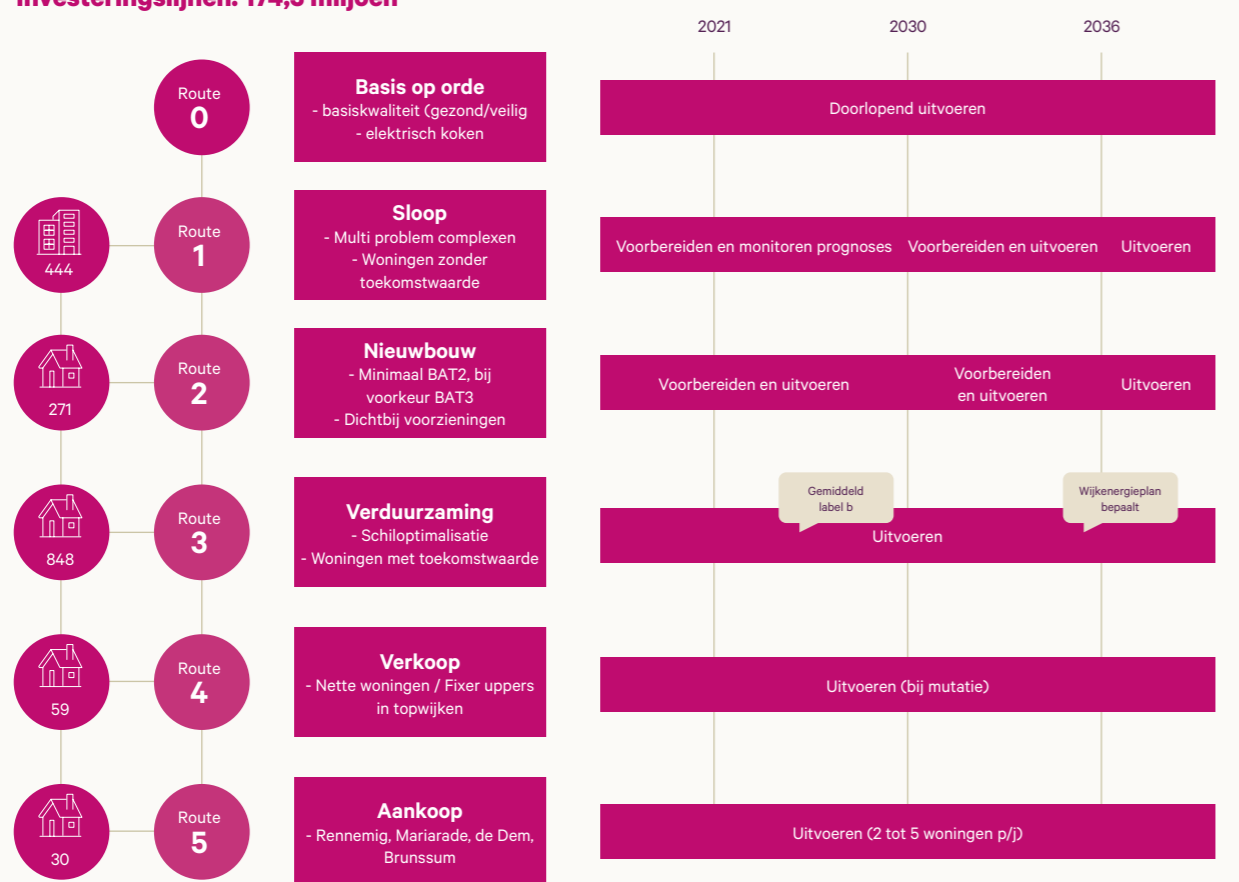 Investeringslijnen: 174,3 miljoen
2021
2030
2036
Route
0
Basis op orde
- basiskwaliteit (gezond/veilig
- elektrisch koken
Doorlopend uitvoeren
444
Route
1
Sloop
- Multi problem complexen
- Woningen zonder
toekomstwaarde
Voorbereiden en monitoren prognoses
Voorbereiden en uitvoeren
Uitvoeren
271
Route
2
Nieuwbouw
- Minimaal BAT2, bij
voorkeur BAT3
- Dichtbij voorzieningen
Voorbereiden en uitvoeren
Voorbereiden
en uitvoeren
Uitvoeren
848
Route
3
Verduurzaming
- Schiloptimalisatie
- Woningen met toekomstwaarde
Gemiddeld
label b
Wijkenergieplan
bepaalt
Uitvoeren
59
Route
4
Verkoop
- Nette woningen / Fixer uppers
in topwijken
Uitvoeren (bij mutatie)
30
Route
5
Aankoop
- Rennemig, Mariarade, de Dem,
Brunssum
Uitvoeren (2 tot 5 woningen p/j)